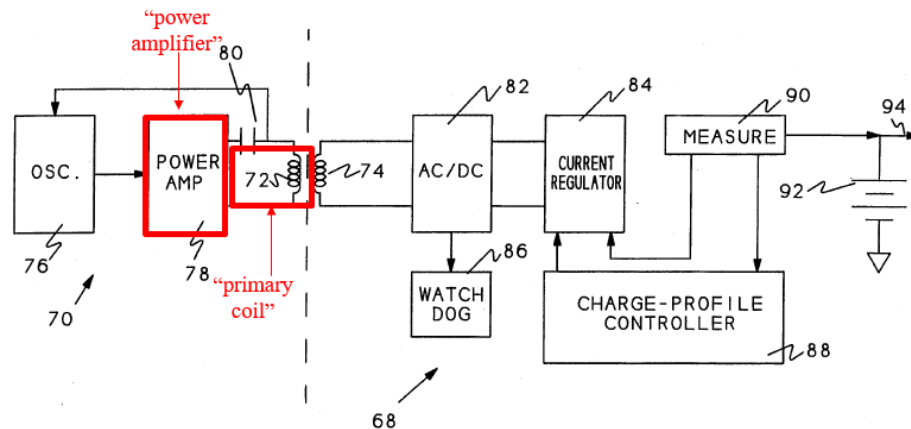 “power
amplifier”
80
82
84
90
94
MEASURE
OSC.
POWER
AMP
72
74
AC/DC
CURRENT
REGULATOR
92
76
78
86
“primary
coil”
WATCH
DOG
CHARGE-PROFILE
CONTROLLER
70
88
68